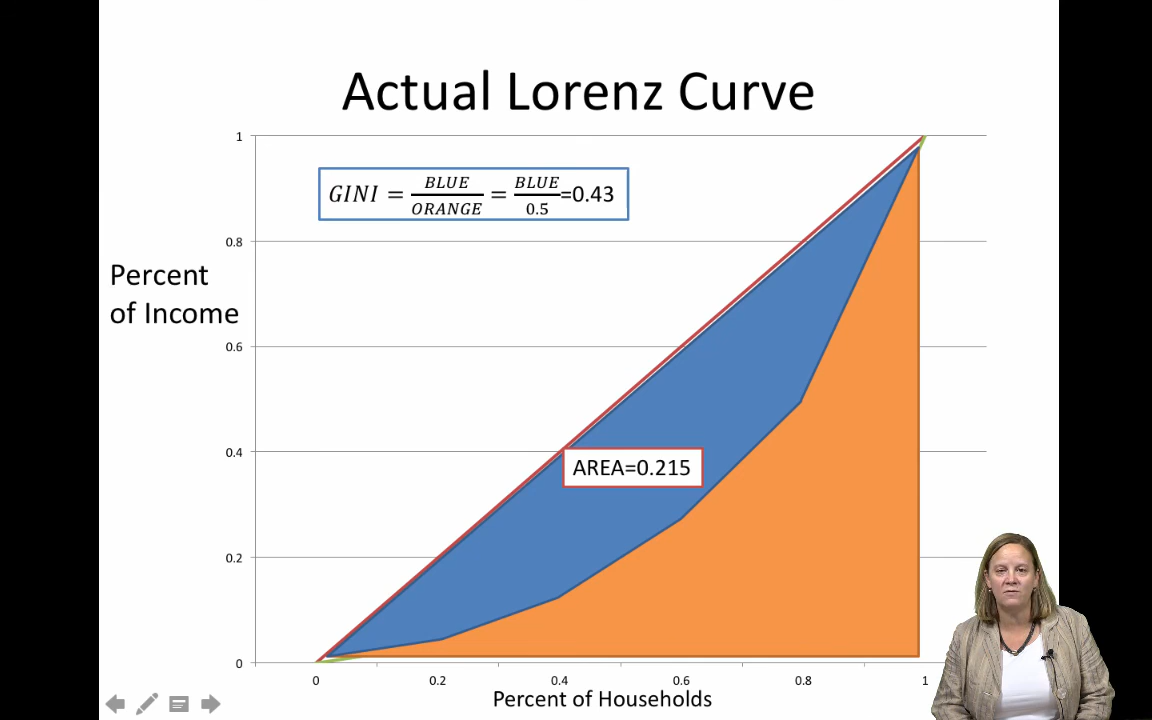 Actual Lorenz Curve
1
GINI = BLUE/ORANGE = BLUE/0.5=0.43
0.8
Percent
of Income
0.6
0.4
AREA=0.215
0.2
0
0 0.2 0.4 0.6 0.8 1
Percent of Households